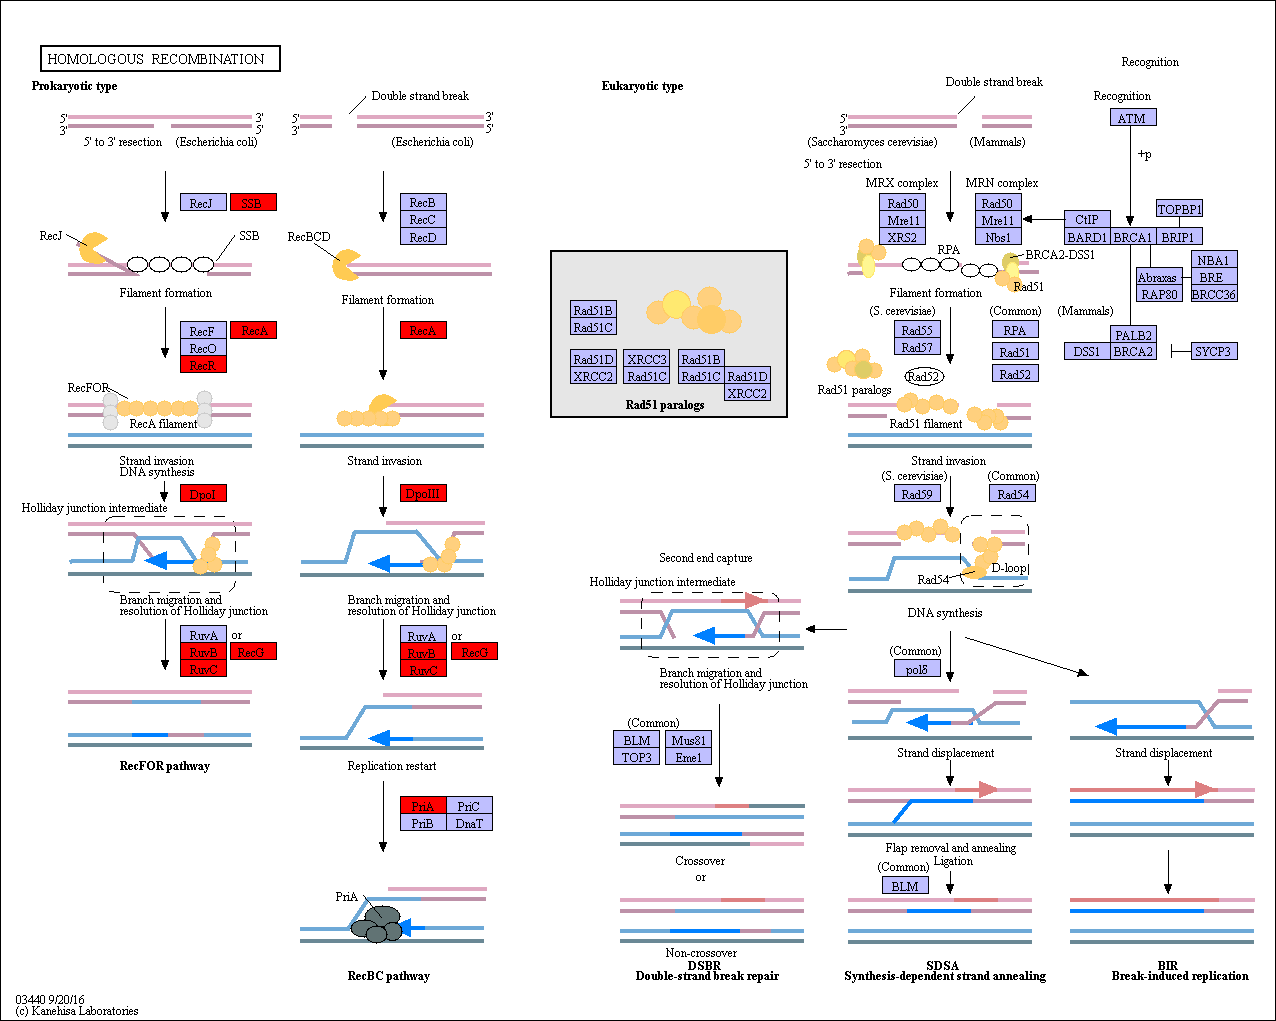 HOMOLOGOUS RECOMBINATION
Prokaryotic type
5'
3'
3'
5'
5' to 3' resection
(Escherichia coli)
Double strand break
5'
3'
3'
5'
(Escherichia coli)
RecJ
SSB
RecJ
SSB
Filament formation
RecF
RecA
RecO
RecR
RecFOR
RecA filament
Strand invasion
DNA synthesis
DpoI
Holliday junction intermediate
Branch migration and
resolution of Holliday junction
RuvA
or
RuvB
RecG
RuvC
RecFOR pathway
RecB
RecC
RecD
RecBCD
Filament formation
RecA
Strand invasion
DpoIII
Branch migration and
resolution of Holliday junction
RuvA
or
RuvB
RecG
RuvC
Replication restart
PriA
PriC
PriB
DnaT
PriA
RecBC pathway
Eukaryotic type
Double strand break
5'
3'
(Saccharomyces cerevisiae)
(Mammals)
5' to 3' resection
MRX complex
MRN complex
Rad50
Mre11
XRS2
Rad50
Mre11
Nbs1
Recognition
Recognition
ATM
+p
TOPBP1
CtIP
BARD1
BRCA1
BRIP1
NBA1
Abraxas
BRE
RAP80
BRCC36
RPA
BRCA2-DSS1
Rad51
Filament formation
(S. cerevisiae)
(Common)
(Mammals)
Rad55
Rad57
RPA
Rad51
Rad52
PALB2
DSS1
BRCA2
SYCP3
Rad51 paralogs
Rad52
Rad51 filament
Rad51B
Rad51C
Rad51D
XRCC2
XRCC3
Rad51C
Rad51B
Rad51C
Rad51D
XRCC2
Rad51 paralogs
Strand invasion
(S. cerevisiae)
(Common)
Rad59
Rad54
Rad54
D-loop
DNA synthesis
Second end capture
Holliday junction intermediate
Branch migration and
resolution of Holliday junction
(Common)
BLM
TOP3
Mus81
Eme1
Crossover
or
Non-crossover
DSBR
Double-strand break repair
(Common)
polδ
Strand displacement
Flap removal and annealing
Ligation
(Common)
BLM
SDSA
Synthesis-dependent strand annealing
Strand displacement
BIR
Break-induced replication
03440 9/20/16
(c) Kanehisa Laboratories